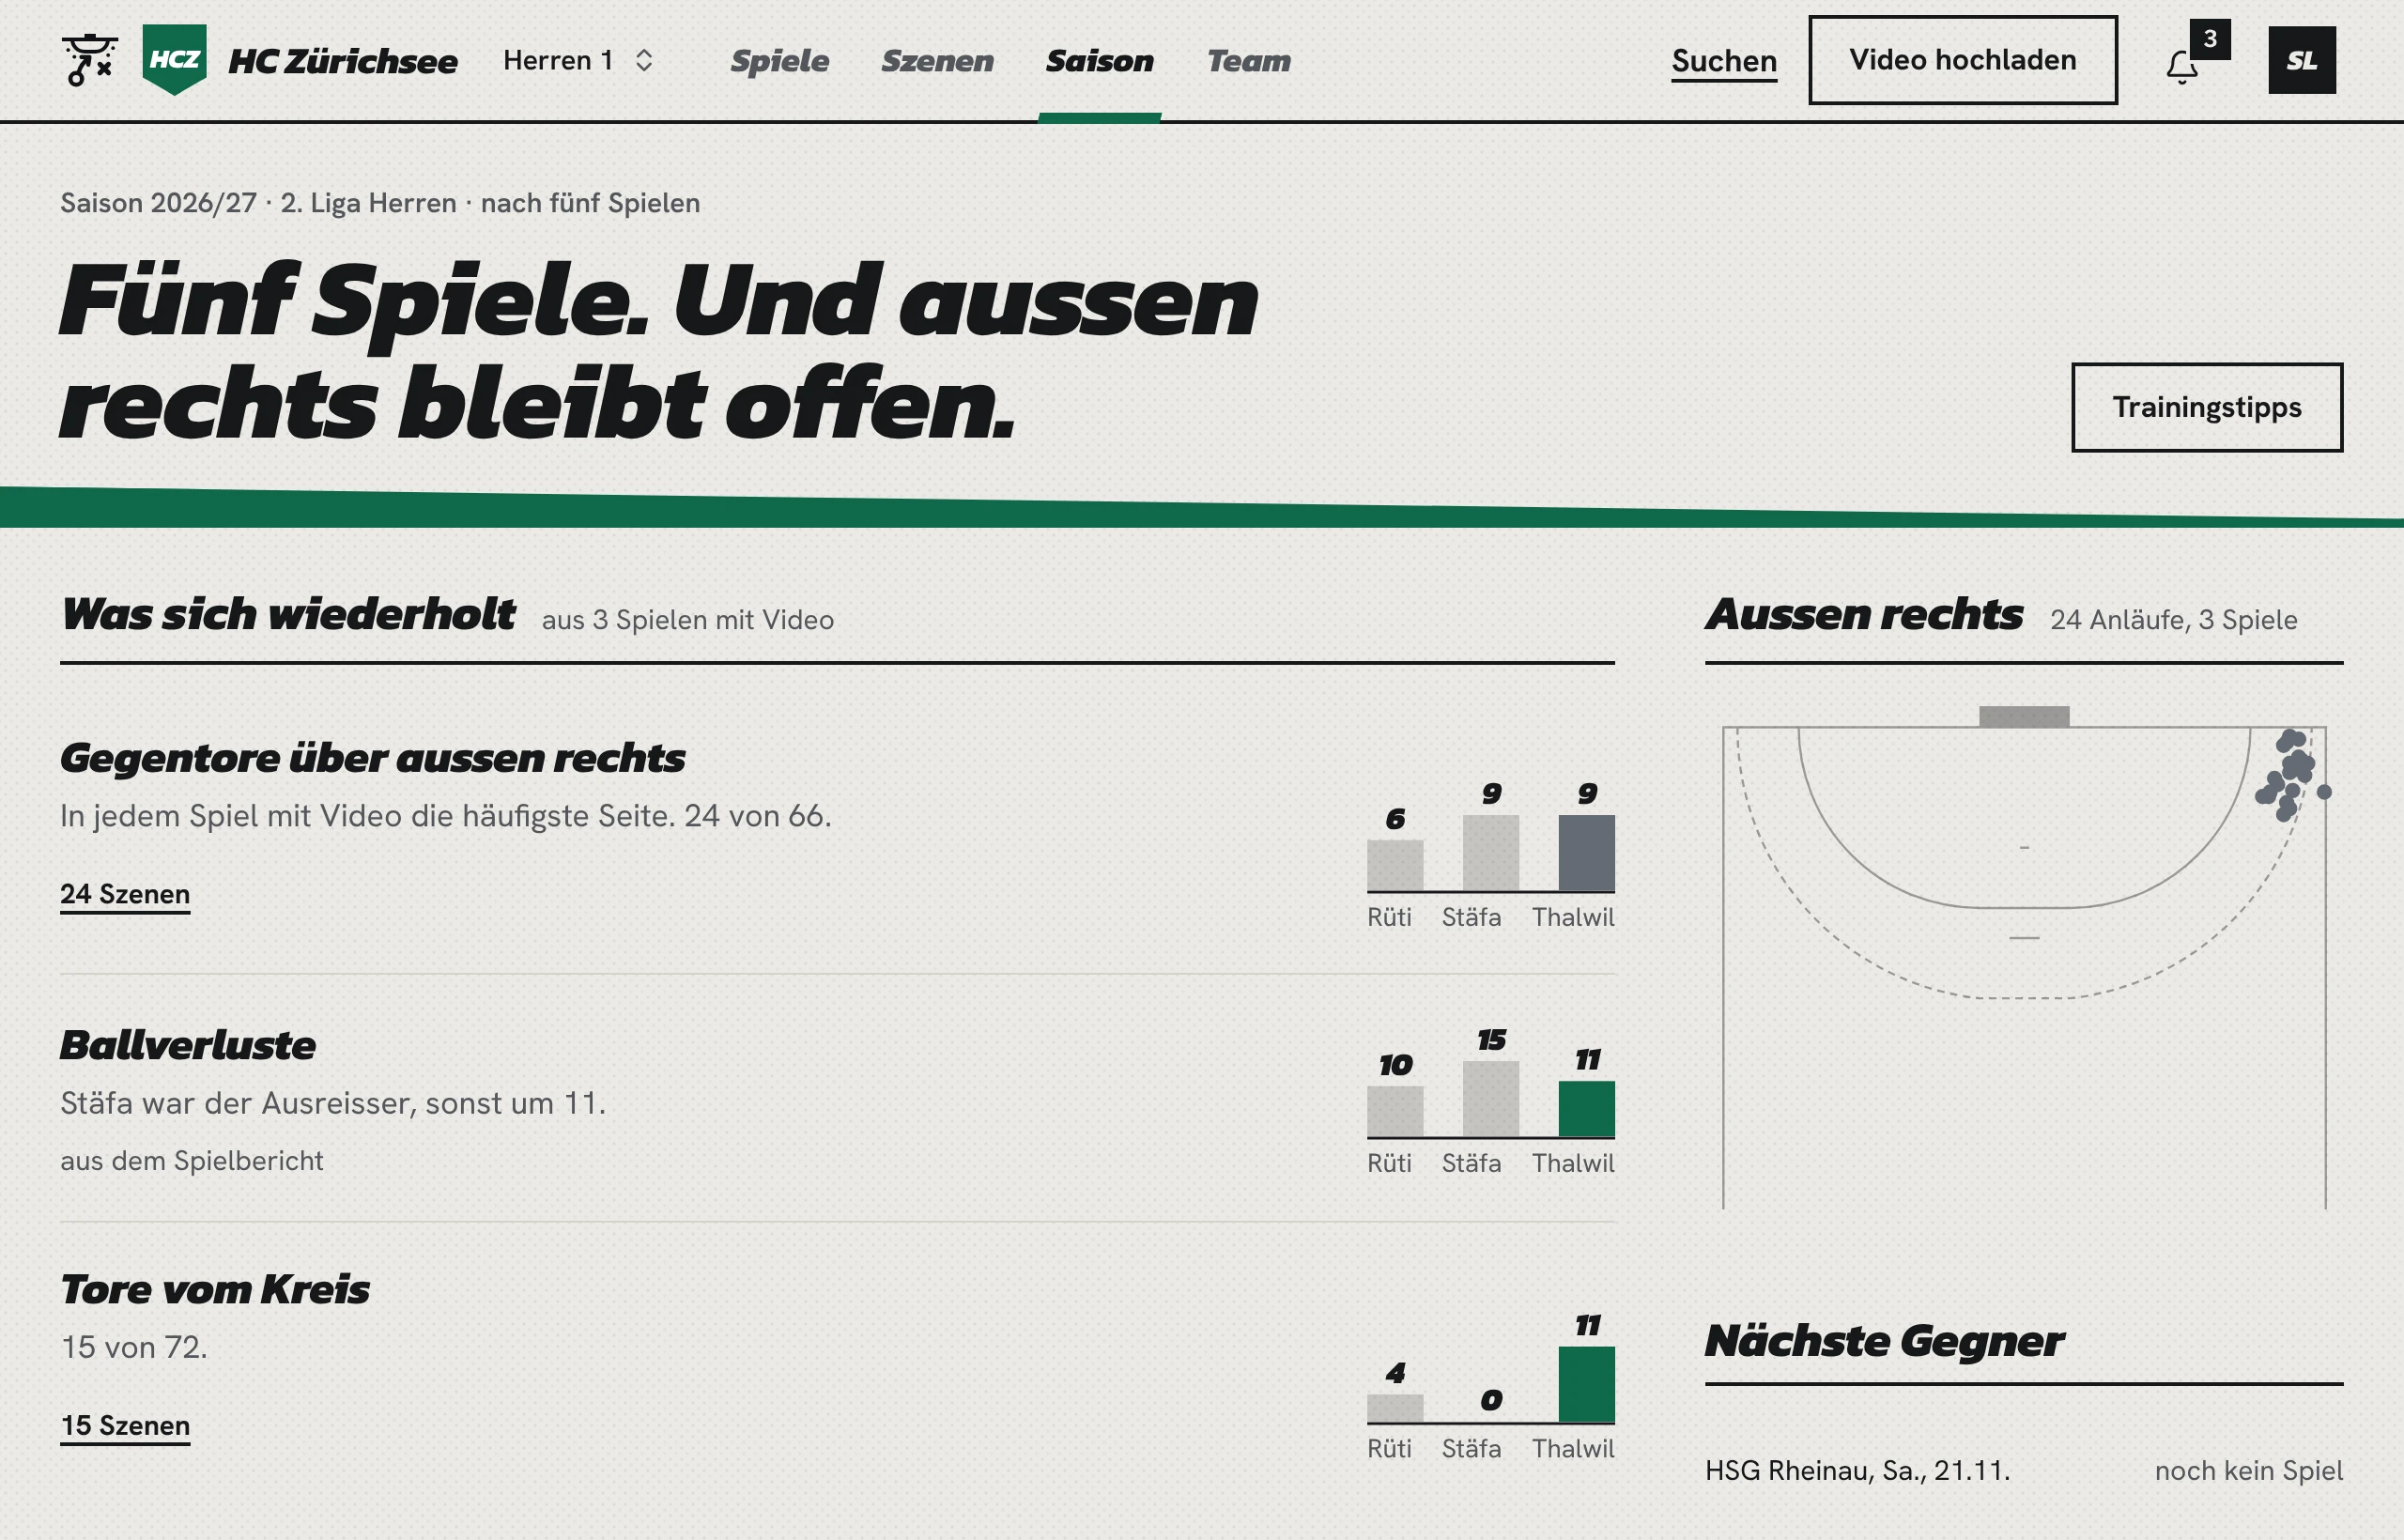 HCZ HC Zürichsee Herren 1 Spiele Szenen Saison Team Suchen Video hochladen 3 SL
Saison 2026/27 · 2. Liga Herren · nach fünf Spielen
Fünf Spiele. Und aussen
rechts bleibt offen.
Trainingstipps
Was sich wiederholt aus 3 Spielen mit Video
Gegentore über aussen rechts
In jedem Spiel mit Video die häufigste Seite. 24 von 66.
24 Szenen
6 9 9
Rüti Stäfa Thalwil
Ballverluste
Stäfa war der Ausreisser, sonst um 11.
aus dem Spielbericht
10 15 11
Rüti Stäfa Thalwil
Tore vom Kreis
15 von 72.
15 Szenen
4 0 11
Rüti Stäfa Thalwil
Aussen rechts 24 Anläufe, 3 Spiele
Nächste Gegner
HSG Rheinau, Sa., 21.11. noch kein Spiel